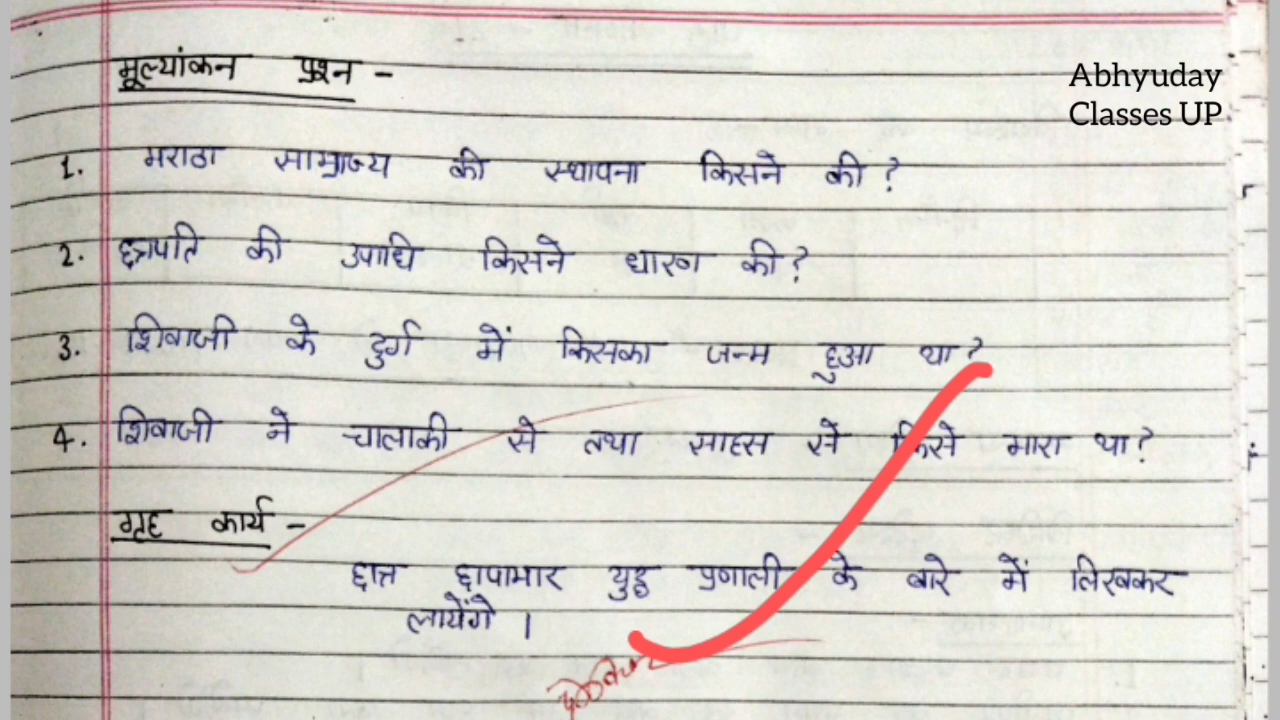 मूल्यांकन प्रश्न -
Abhyuday
Classes UP
1. मराठा साम्राज्य की स्थापना किसने की ?
2. छत्रपति की उपाधि किसने धारण की ?
3. शिवाजी के दुर्ग में किसका जन्म हुआ था ?
4. शिवाजी ने चालाकी से तथा साहस से किसे मारा था ?
गृह कार्य -
छात्र छापामार युद्ध प्रणाली के बारे में लिखकर
लायेंगे ।